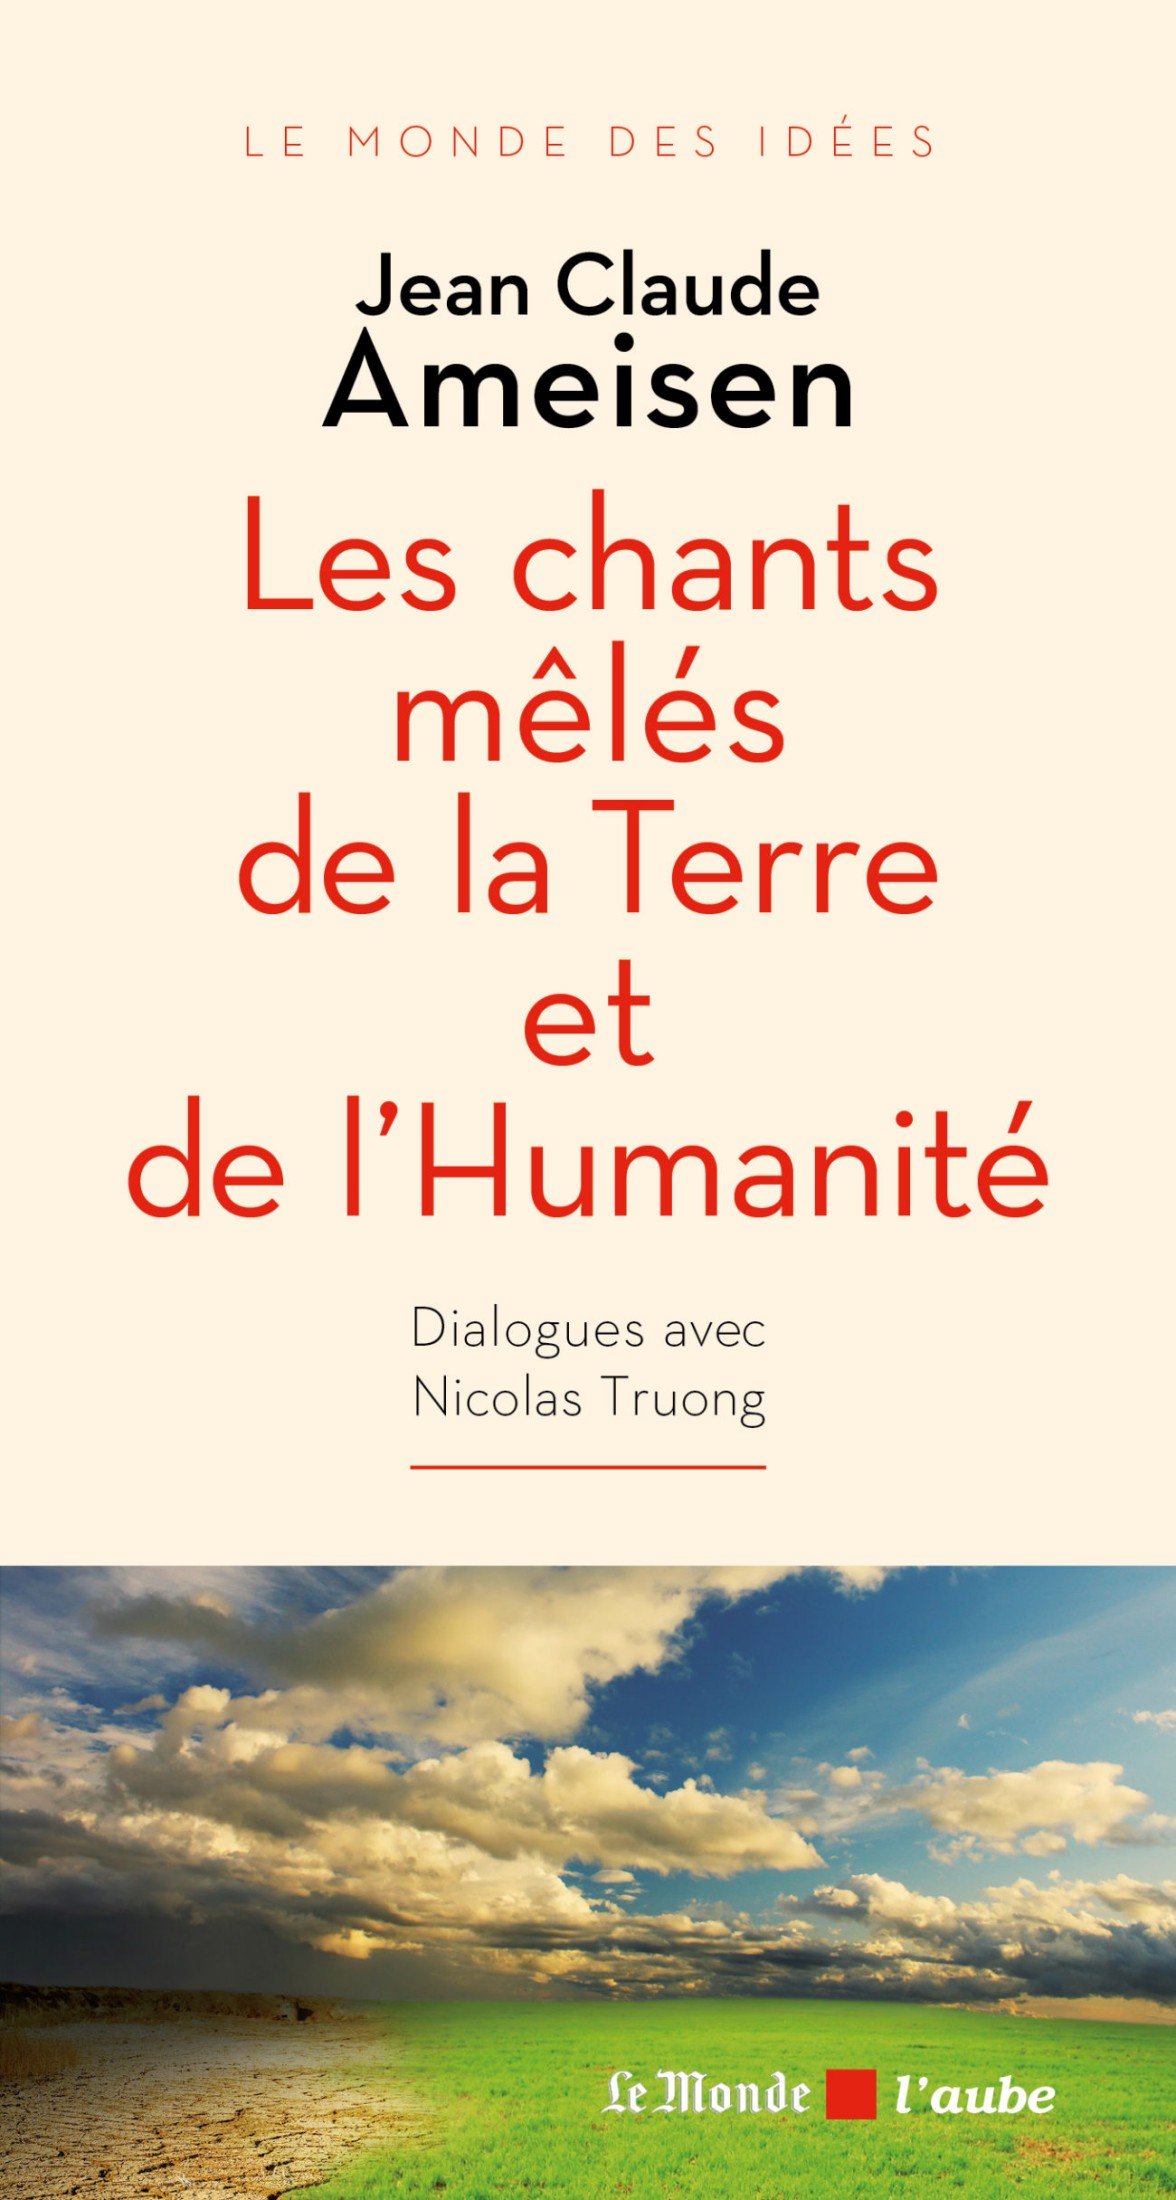 LE MONDE DES IDÉES
Jean Claude
Ameisen
Les chants
mêlés
de la Terre
et
de l'Humanité
Dialogues avec
Nicolas Truong
Le Monde l'aube